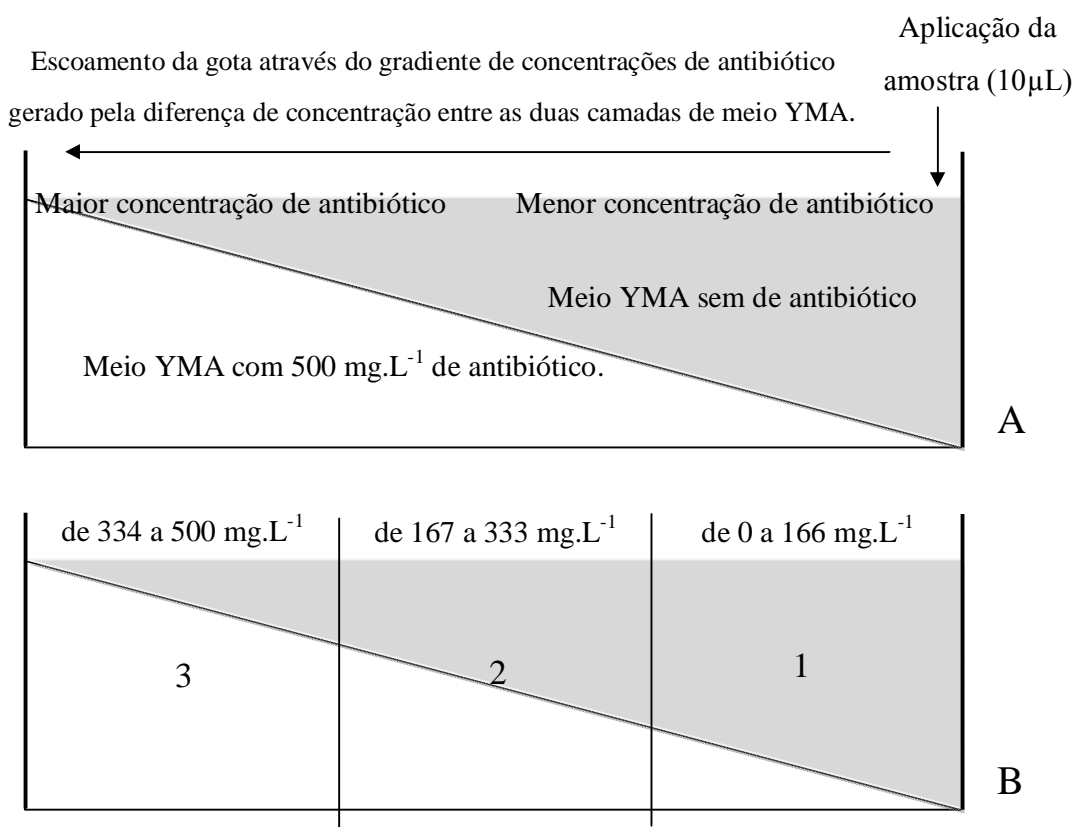 Aplicação da
amostra (10µL)
Escoamento da gota através do gradiente de concentrações de antibiótico
gerado pela diferença de concentração entre as duas camadas de meio YMA.
Maior concentração de antibiótico
Menor concentração de antibiótico
Meio YMA sem de antibiótico
Meio YMA com 500 mg.L-1 de antibiótico.
A
de 334 a 500 mg.L-1
de 167 a 333 mg.L-1
de 0 a 166 mg.L-1
3
2
1
B